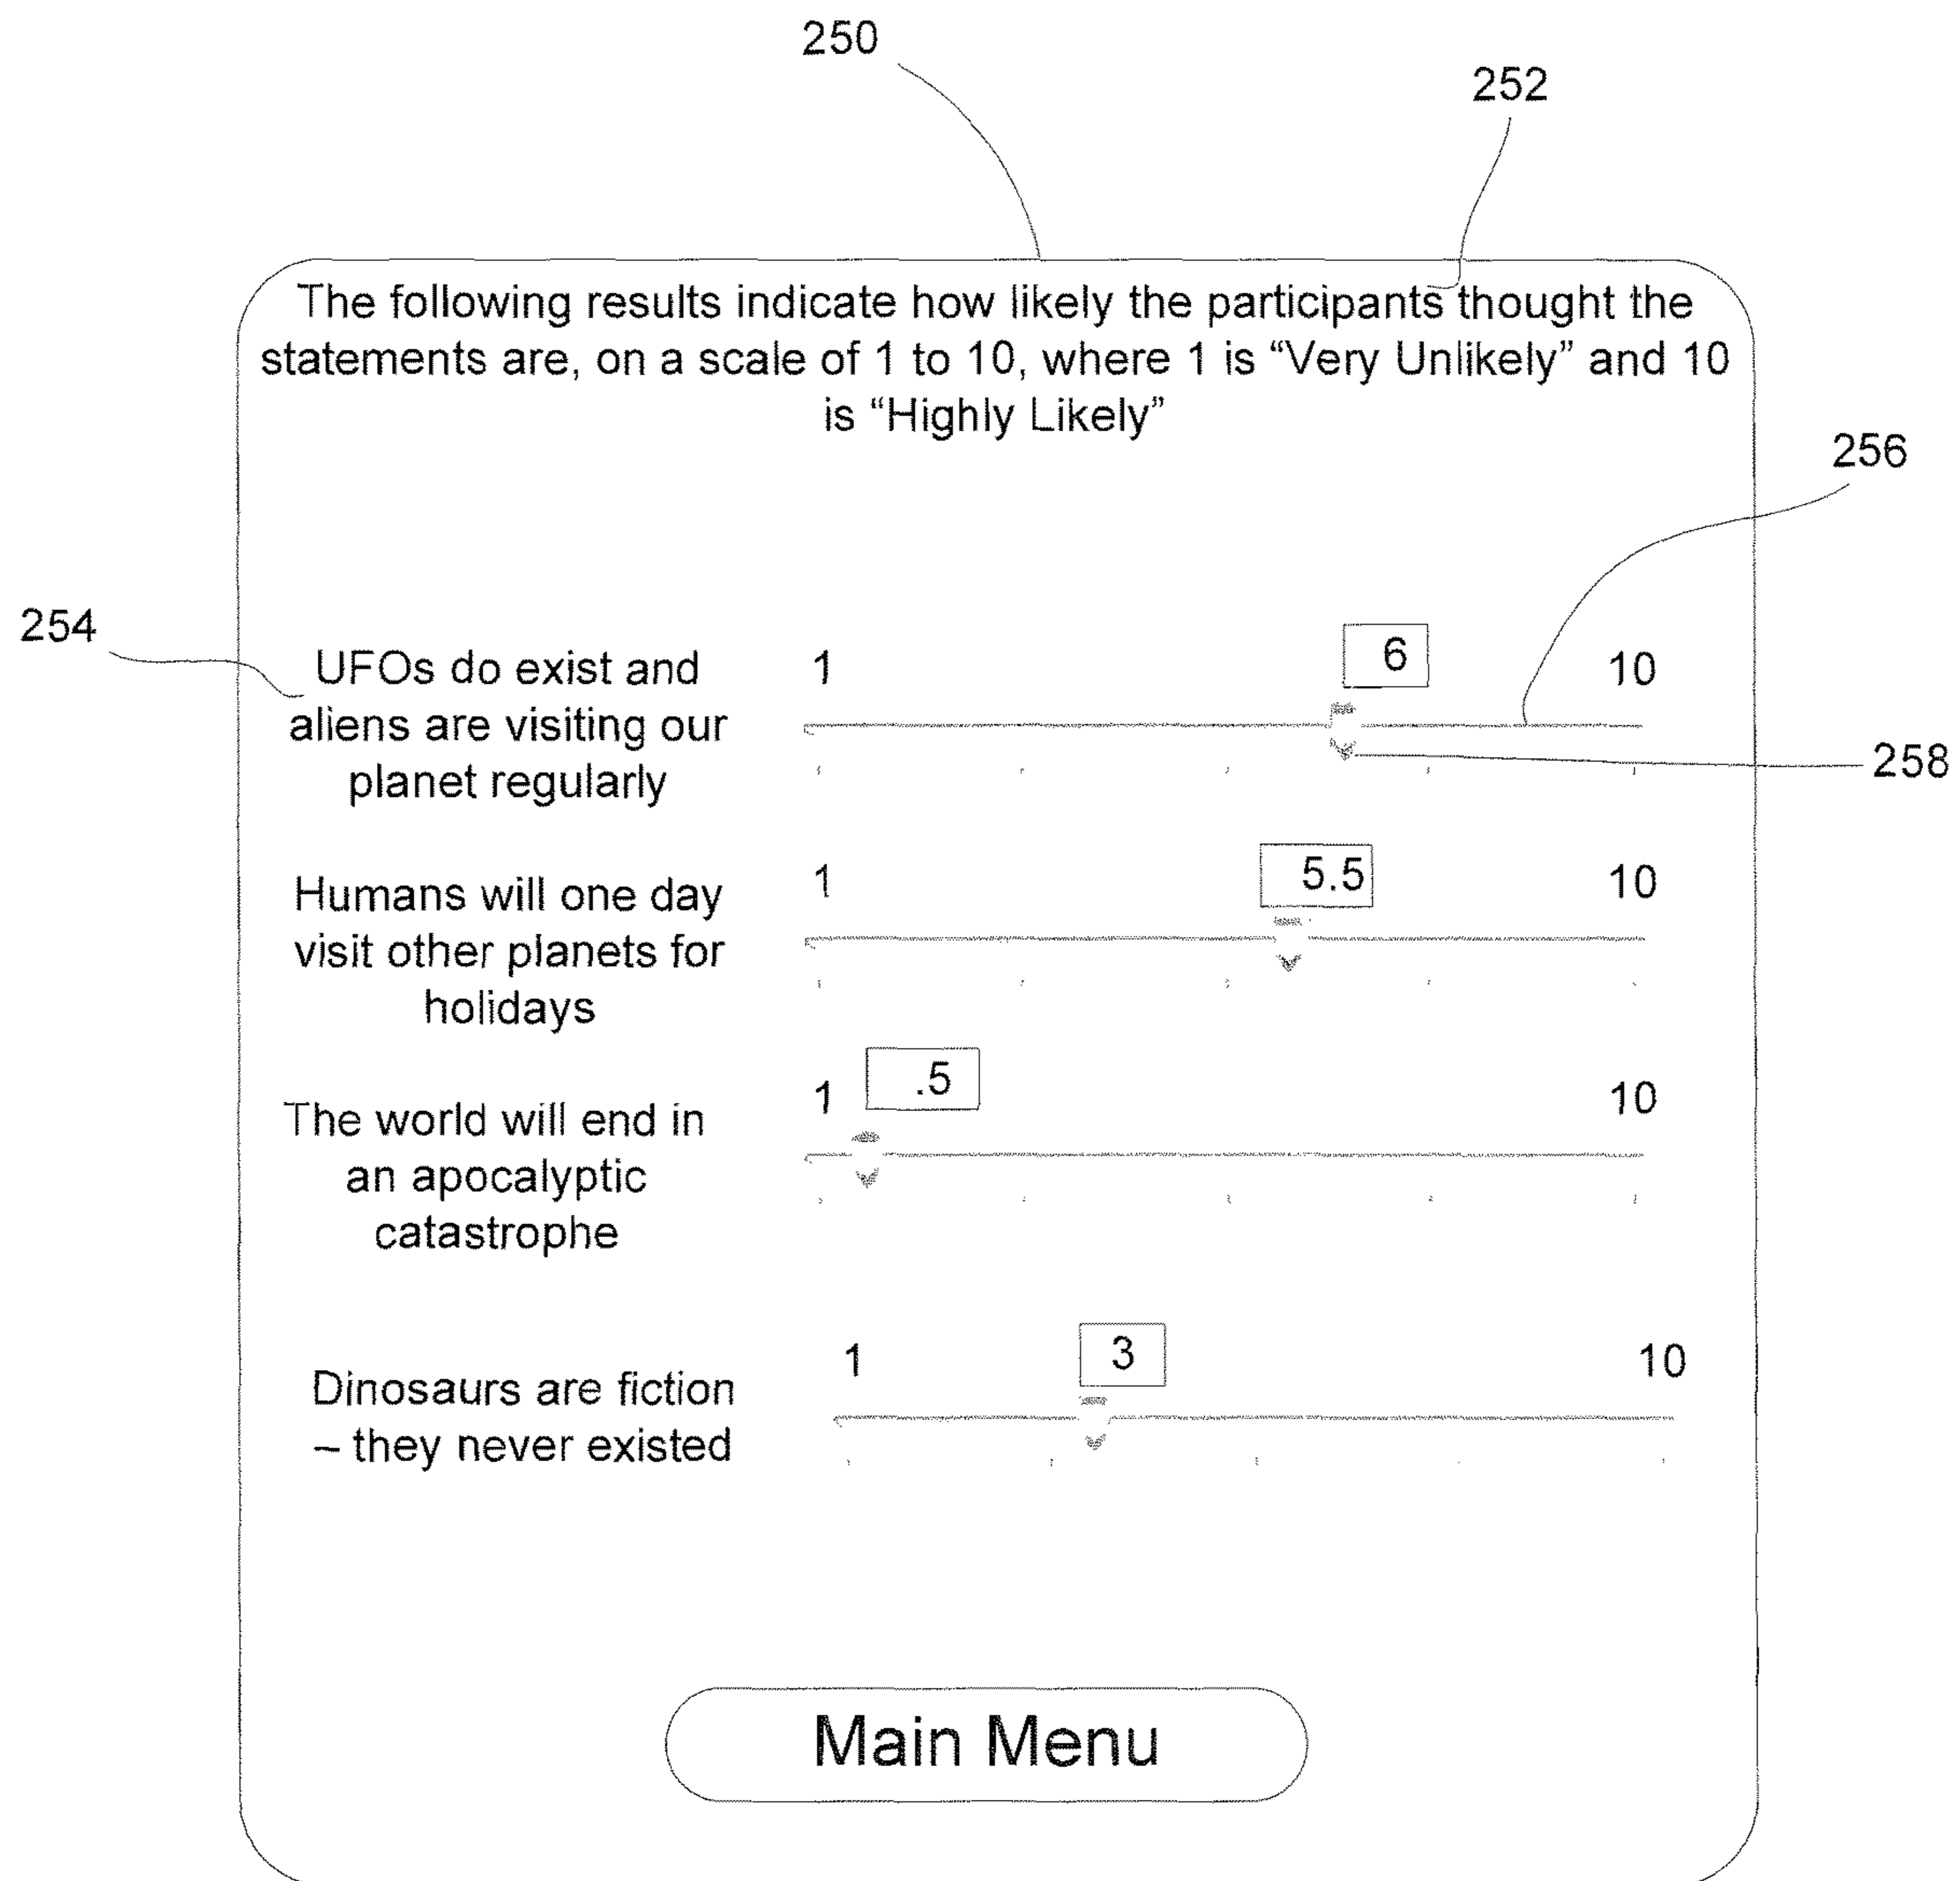 250
252
The following results indicate how likely the participants thought the
statements are, on a scale of 1 to 10, where 1 is “Very Unlikely” and 10
is “Highly Likely”
256
254
UFOs do exist and
aliens are visiting our
planet regularly
1
6
10
258
Humans will one day
visit other planets for
holidays
1
5.5
10
The world will end in
an apocalyptic
catastrophe
1
.5
10
Dinosaurs are fiction
– they never existed
1
3
10
Main Menu